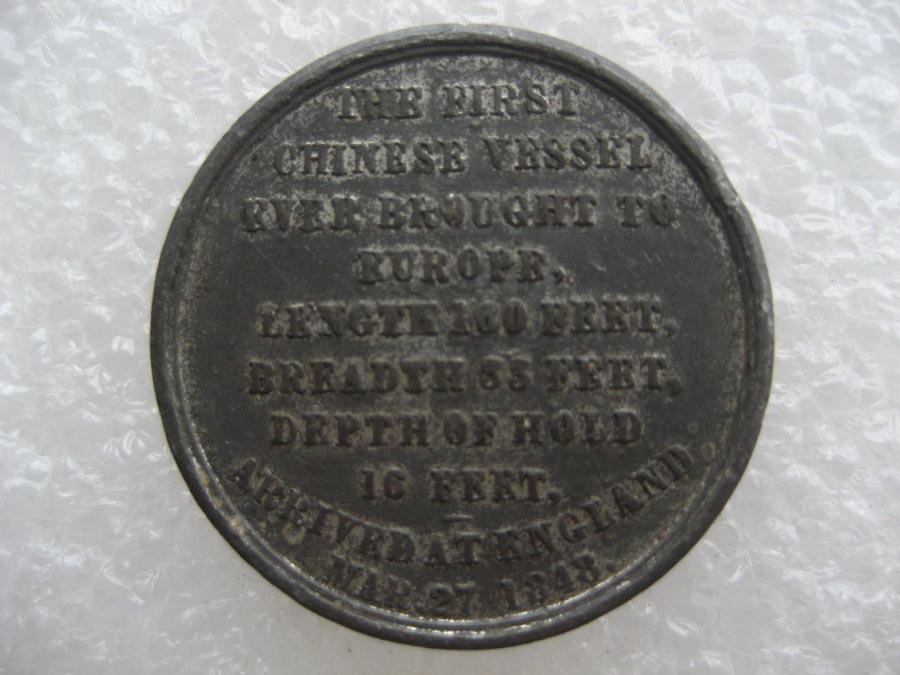 THE FIRST
CHINESE VESSEL
EVER BROUGHT TO
EUROPE,
LENGTH 160 FEET,
BREADTH 33 FEET,
DEPTH OF HOLD
16 FEET,
ARRIVED AT ENGLAND.
MAR. 27 1848.